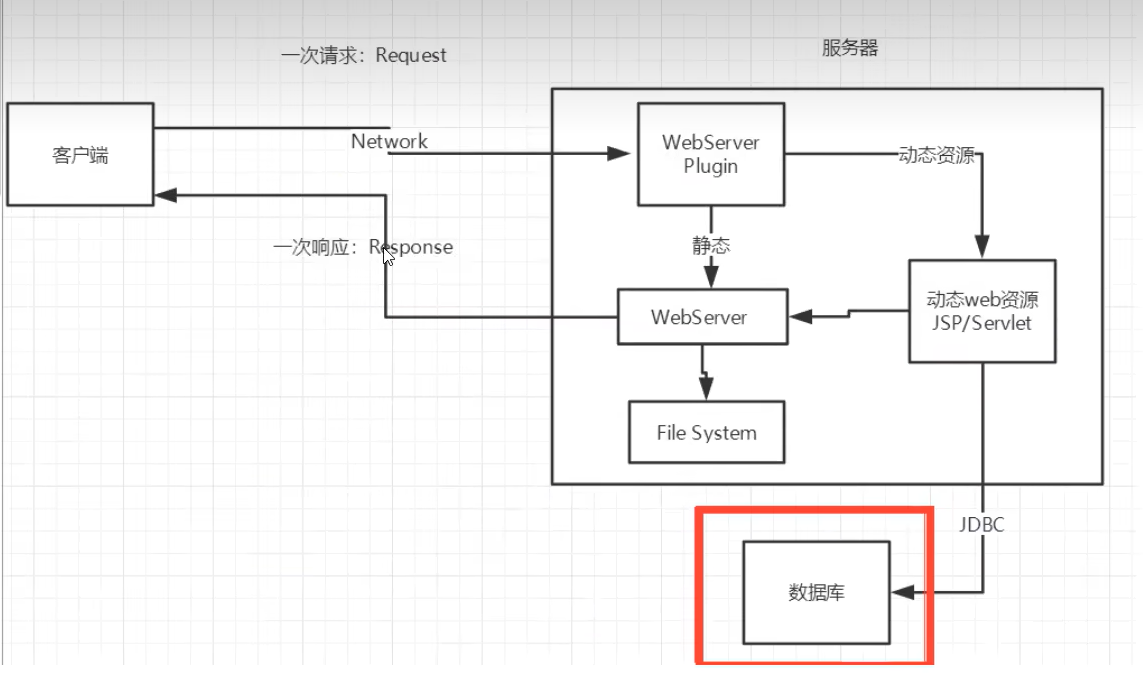 一次请求：Request
服务器
客户端
Network
WebServer
Plugin
动态资源
一次响应：Response
静态
动态web资源
JSP/Servlet
WebServer
File System
JDBC
数据库